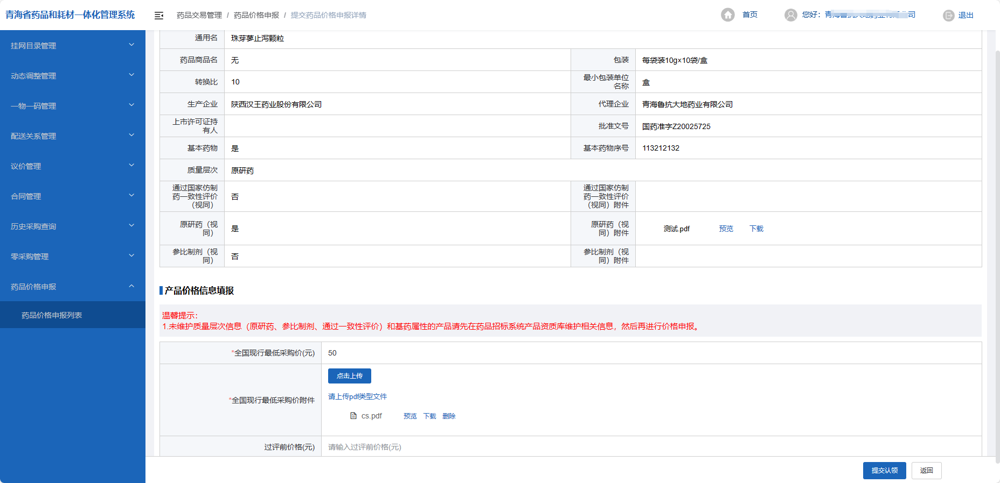 青海省药品和耗材一体化管理系统
药品交易管理 / 药品价格申报 / 提交药品价格申报详情
首页
您好：青海鲁抗大地药业有限公司
退出
挂网目录管理
动态调整管理
一物一码管理
配送关系管理
议价管理
合同管理
历史采购查询
零采购管理
药品价格申报
药品价格申报列表
通用名 珠芽蓼止泻颗粒
药品商品名 无 包装 每袋装10g×10袋/盒
转换比 10 最小包装单位
名称 盒
生产企业 陕西汉王药业股份有限公司 代理企业 青海鲁抗大地药业有限公司
上市许可证持
有人 批准文号 国药准字Z20025725
基本药物 是 基本药物序号 113212132
质量层次 原研药
通过国家仿制
药一致性评价
（视同） 否
通过国家仿制
药一致性评价
（视同）附件
原研药（视
同） 是
原研药（视
同）附件 测试.pdf 预览 下载
参比制剂（视
同） 否
参比制剂（视
同）附件
产品价格信息填报
温馨提示：
1.未维护质量层次信息（原研药、参比制剂、通过一致性评价）和基药属性的产品请先在药品招标系统产品资质库维护相关信息，然后再进行价格申报。
*全国现行最低采购价(元) 50
*全国现行最低采购价附件
点击上传
请上传pdf类型文件
cs.pdf 预览 下载 删除
过评前价格(元) 请输入过评前价格(元)
提交认领
返回